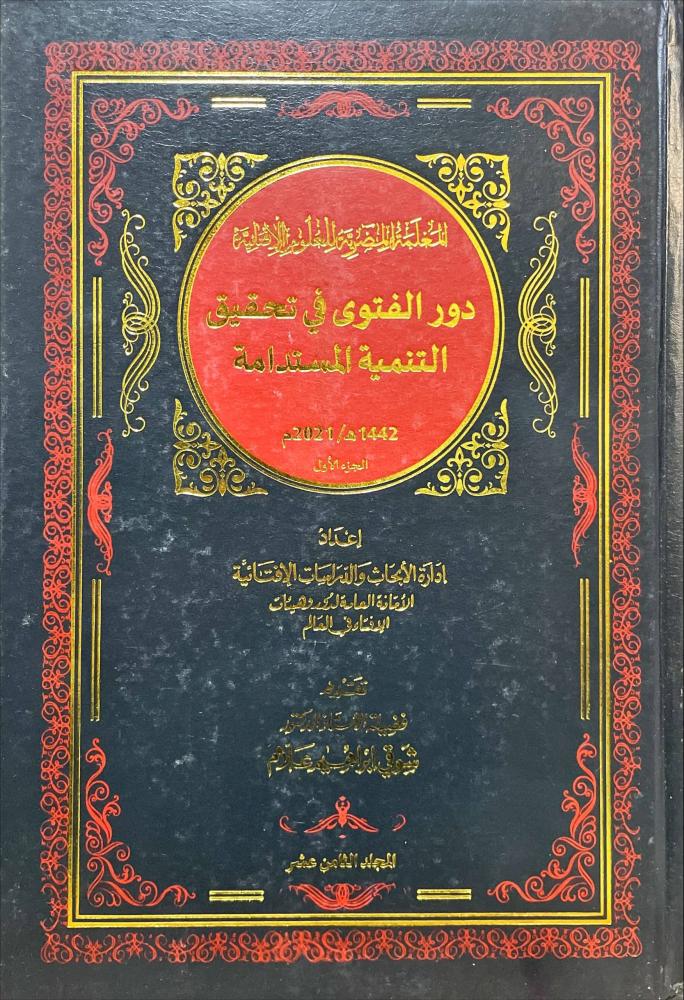 المعلمة المصرية للعلوم الإفتائية
دور الفتوى في تحقيق
التنمية المستدامة
1442هـ/2021م
الجزء الأول
إعداد
إدارة الأبحاث والدراسات الإفتائية
الأمانة العامة لدور وهيئات
الإفتاء في العالم
تقديم
فضيلة الأستاذ الدكتور
شوقي إبراهيم علام
المجلد الثامن عشر